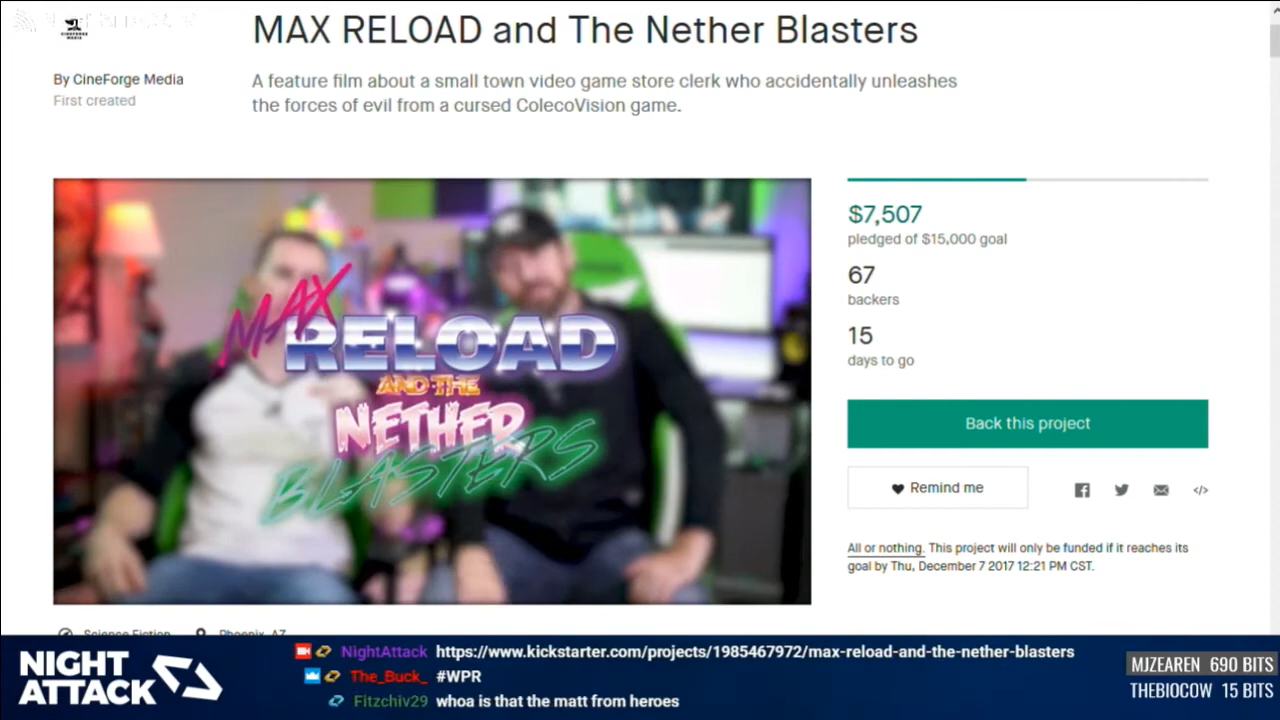 CINEFORGE
MEDIA
MAX RELOAD and The Nether Blasters
By CineForge Media
First created
A feature film about a small town video game store clerk who accidentally unleashes
the forces of evil from a cursed ColecoVision game.
MAX
RELOAD
AND THE
NETHER
BLASTERS
$7,507
pledged of $15,000 goal
67
backers
15
days to go
Back this project
Remind me
</>
All or nothing. This project will only be funded if it reaches its
goal by Thu, December 7 2017 12:21 PM CST.
Science Fiction
Phoenix, AZ
NIGHT
ATTACK
NightAttack https://www.kickstarter.com/projects/1985467972/max-reload-and-the-nether-blasters
The_Buck_ #WPR
Fitzchiv29 whoa is that the matt from heroes
MJZEAREN 690 BITS
THEBIOCOW 15 BITS